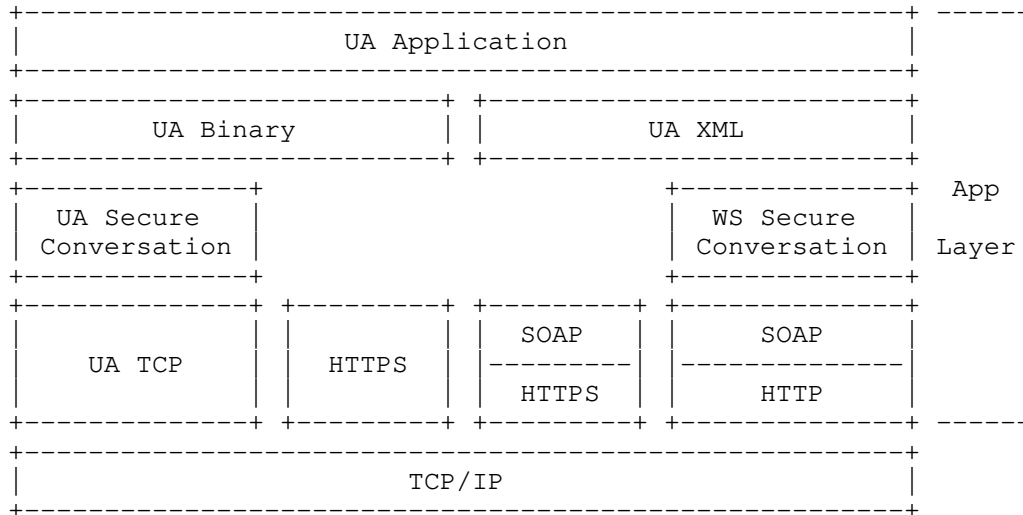 UA Application
UA Binary UA XML
App
UA Secure WS Secure
Conversation Conversation Layer
SOAP SOAP
UA TCP HTTPS
HTTPS HTTP
TCP/IP